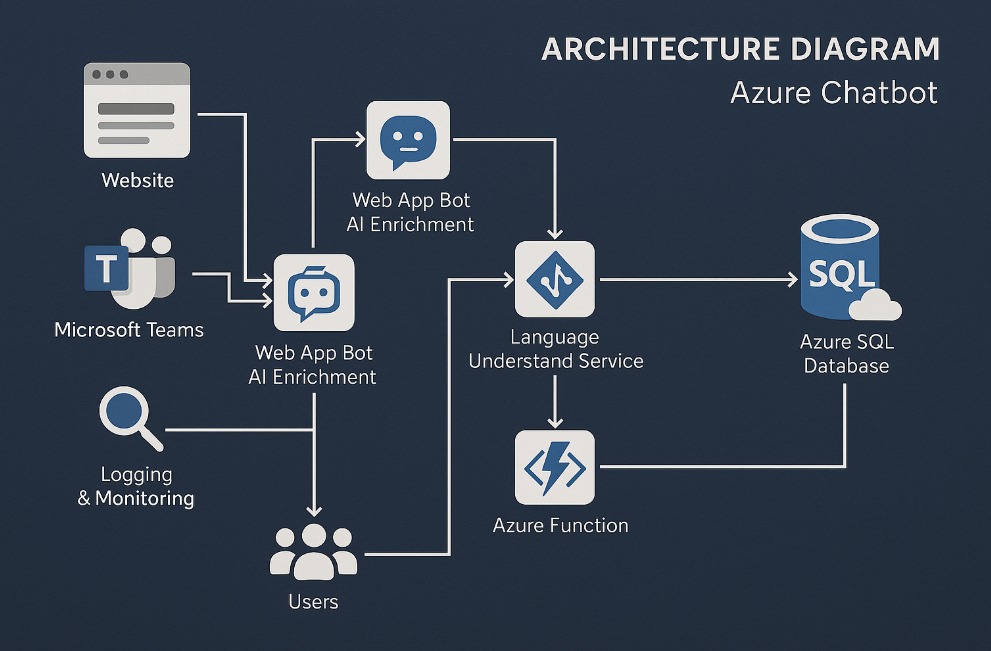 ARCHITECTURE DIAGRAM
Azure Chatbot
Website
Web App Bot
AI Enrichment
T
Microsoft Teams
Web App Bot
AI Enrichment
Language
Understand Service
SQL
Azure SQL
Database
Logging
& Monitoring
Azure Function
Users